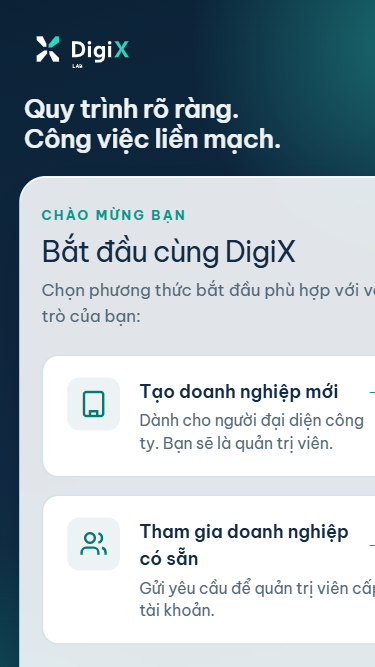 DigiX
LAB
Quy trình rõ ràng.
Công việc liền mạch.
CHÀO MỪNG BẠN
Bắt đầu cùng DigiX
Chọn phương thức bắt đầu phù hợp với
trò của bạn:
Tạo doanh nghiệp mới
Dành cho người đại diện công
ty. Bạn sẽ là quản trị viên.
Tham gia doanh nghiệp
có sẵn
Gửi yêu cầu để quản trị viên cấp
tài khoản.